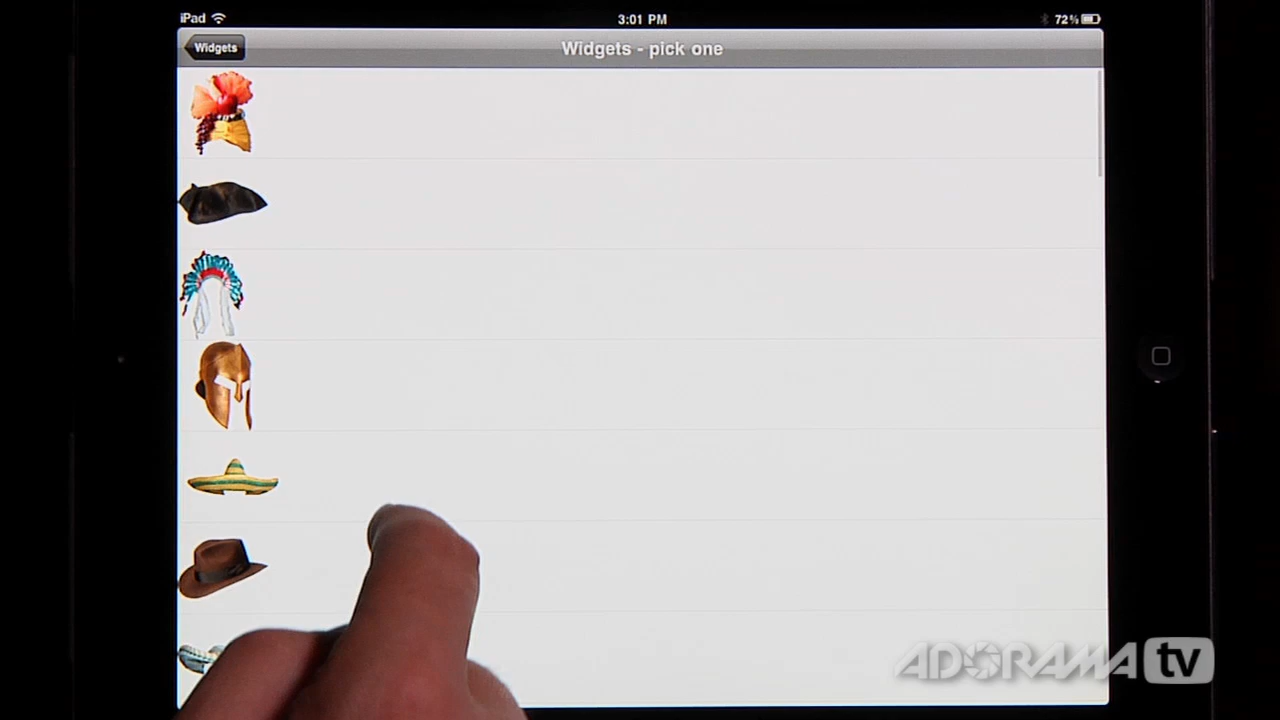 iPad
3:01 PM
72%
Widgets
Widgets - pick one
ADORAMA tv